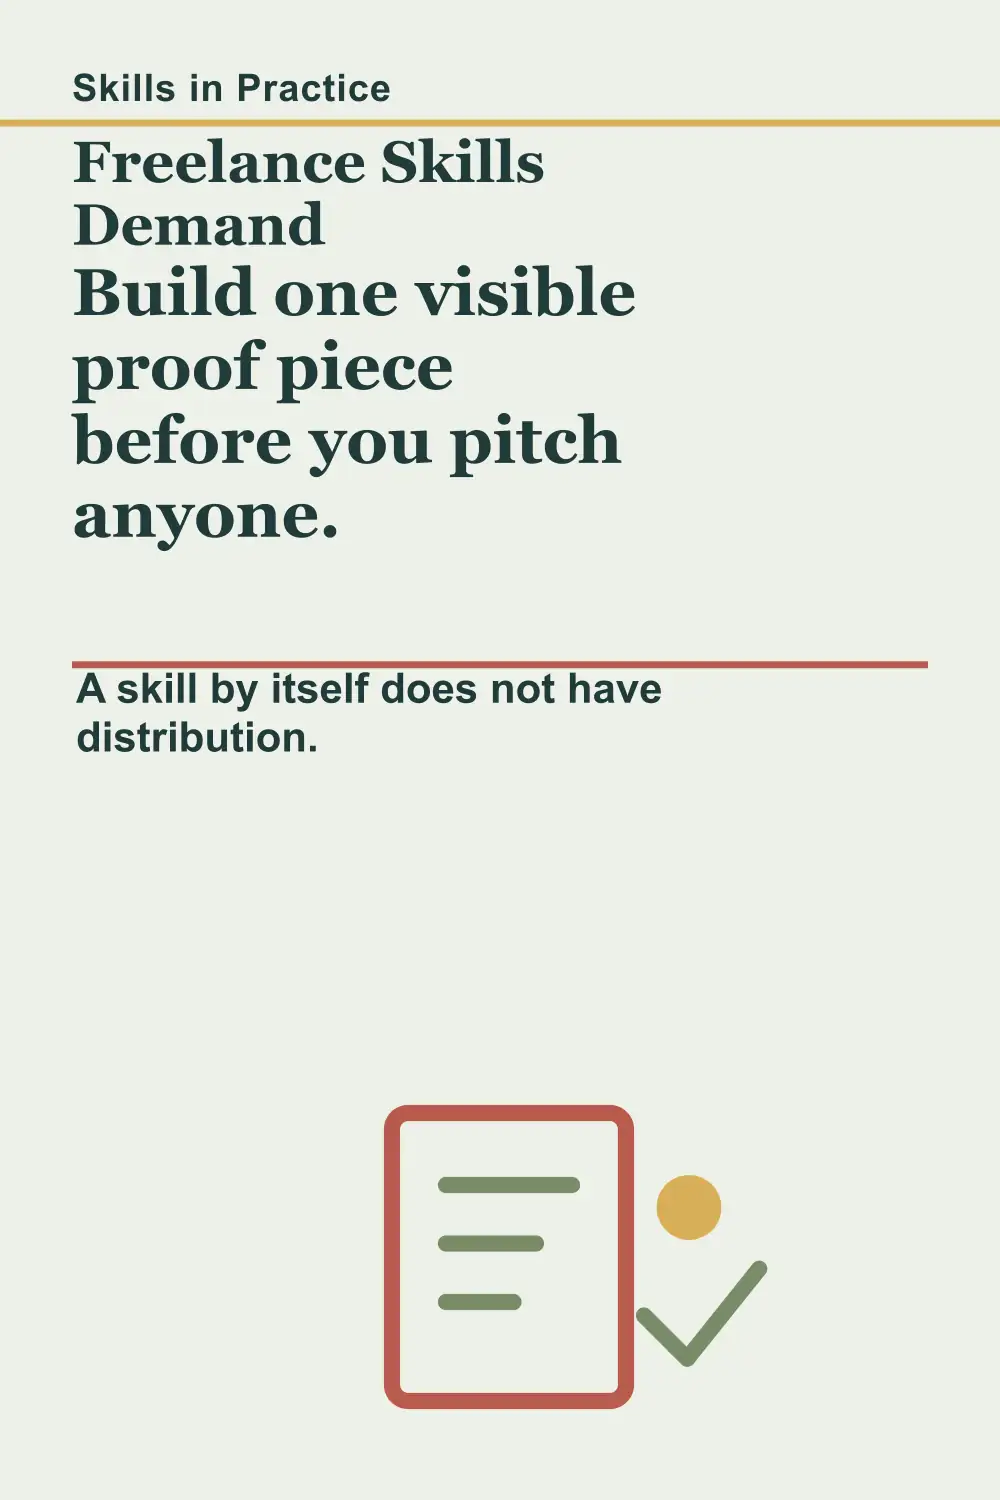 Skills in Practice
Freelance Skills
Demand
Build one visible
proof piece
before you pitch
anyone.
A skill by itself does not have
distribution.